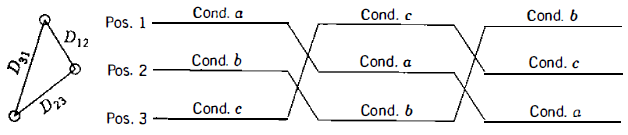 D31
D12
D23
Pos. 1 Cond. a Cond. c Cond. b
Pos. 2 Cond. b Cond. a Cond. c
Pos. 3 Cond. c Cond. b Cond. a